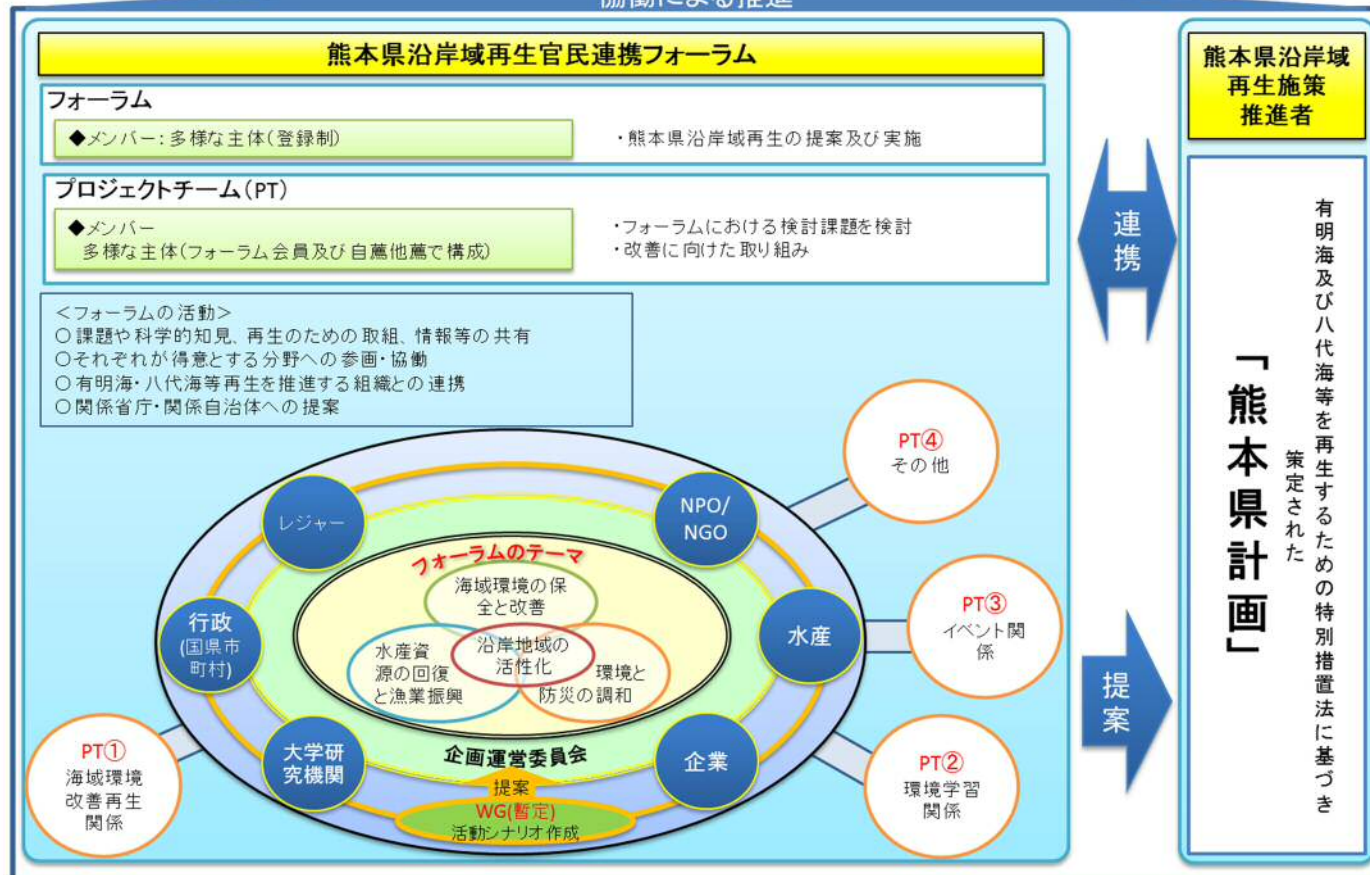 協働による推進
熊本県沿岸域再生官民連携フォーラム
フォーラム
◆メンバー：多様な主体(登録制)
・熊本県沿岸域再生の提案及び実施
プロジェクトチーム(PT)
◆メンバー
多様な主体(フォーラム会員及び自薦他薦で構成)
・フォーラムにおける検討課題を検討
・改善に向けた取り組み
<フォーラムの活動>
○課題や科学的知見、再生のための取組、情報等の共有
○それぞれが得意とする分野への参画・協働
○有明海・八代海等再生を推進する組織との連携
○関係省庁・関係自治体への提案
PT④
その他
レジャー
NPO/
NGO
フォーラムのテーマ
海域環境の保
全と改善
沿岸地域の
活性化
水産資
源の回復
と漁業振興
環境と
防災の調和
行政
(国県市
町村)
水産
PT③
イベント関
係
大学研
究機関
企画運営委員会
企業
提案
WG(暫定)
活動シナリオ作成
PT①
海域環境
改善再生
関係
PT②
環境学習
関係
連携
提案
熊本県沿岸域
再生施策
推進者
有明海及び八代海等を再生するための特別措置法に基づき
策定された
「熊本県計画」